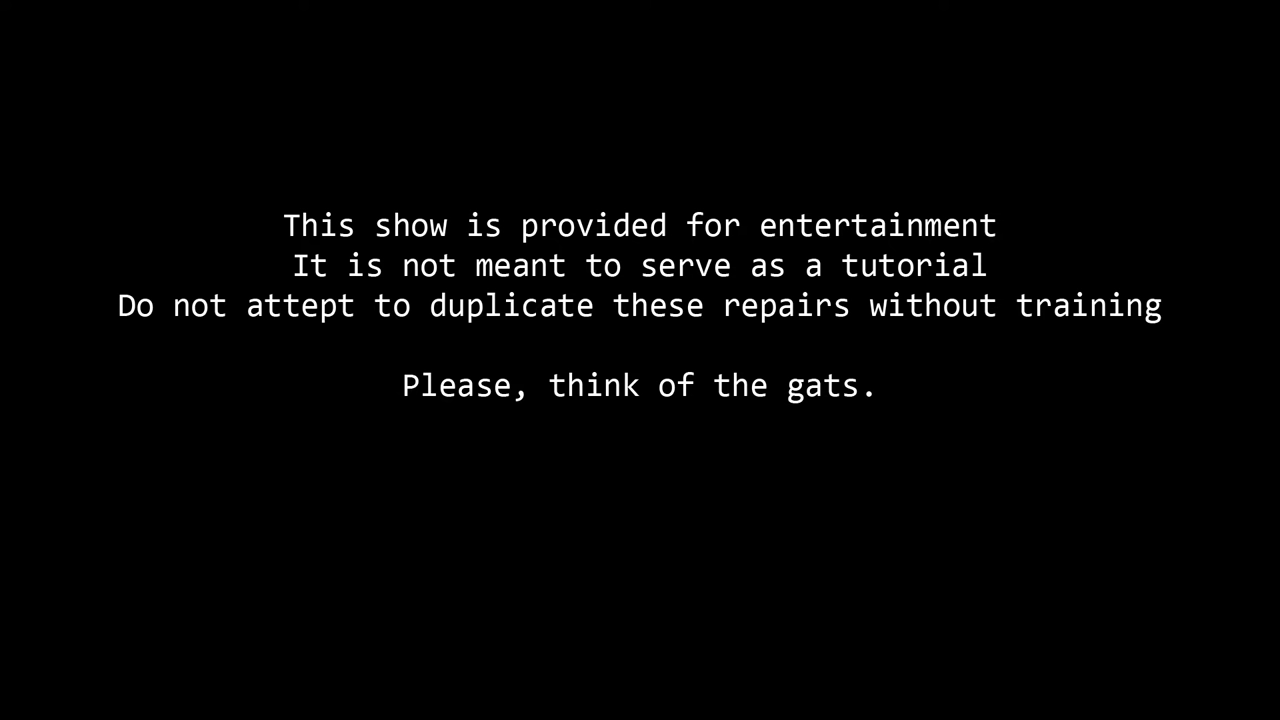 This show is provided for entertainment
It is not meant to serve as a tutorial
Do not attept to duplicate these repairs without training
Please, think of the gats.